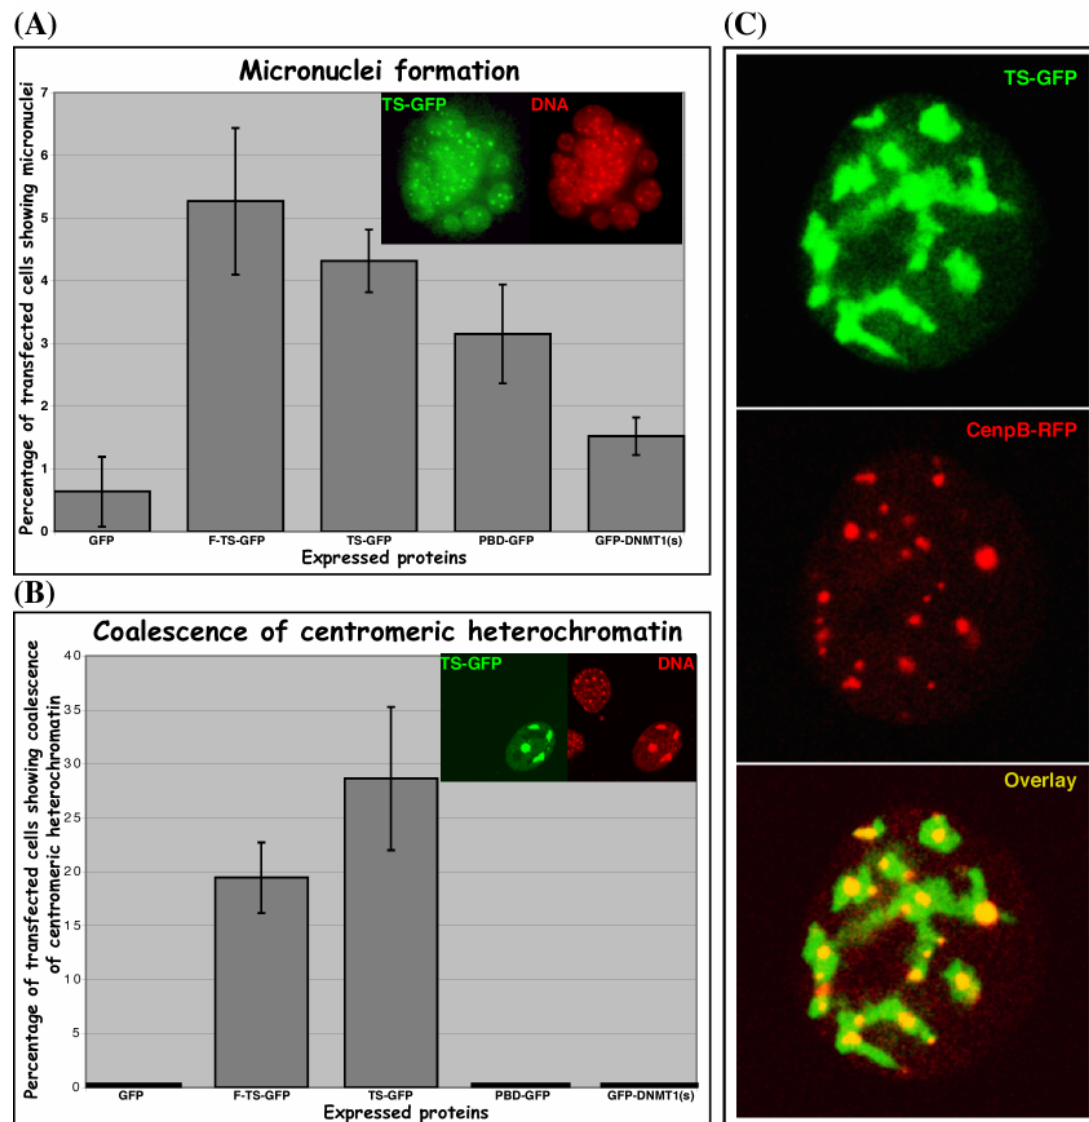 (A)
Micronuclei formation
Percentage of transfected cells showing micronuclei
7
6
5
4
3
2
1
0
TS-GFP
DNA
GFP
F-TS-GFP
TS-GFP
PBD-GFP
GFP-DNMT1(s)
Expressed proteins
(B)
Coalescence of centromeric heterochromatin
Percentage of transfected cells showing coalescence
of centromeric heterochromatin
40
35
30
25
20
15
10
5
0
TS-GFP
DNA
GFP
F-TS-GFP
TS-GFP
PBD-GFP
GFP-DNMT1(s)
Expressed proteins
(C)
TS-GFP
CenpB-RFP
Overlay